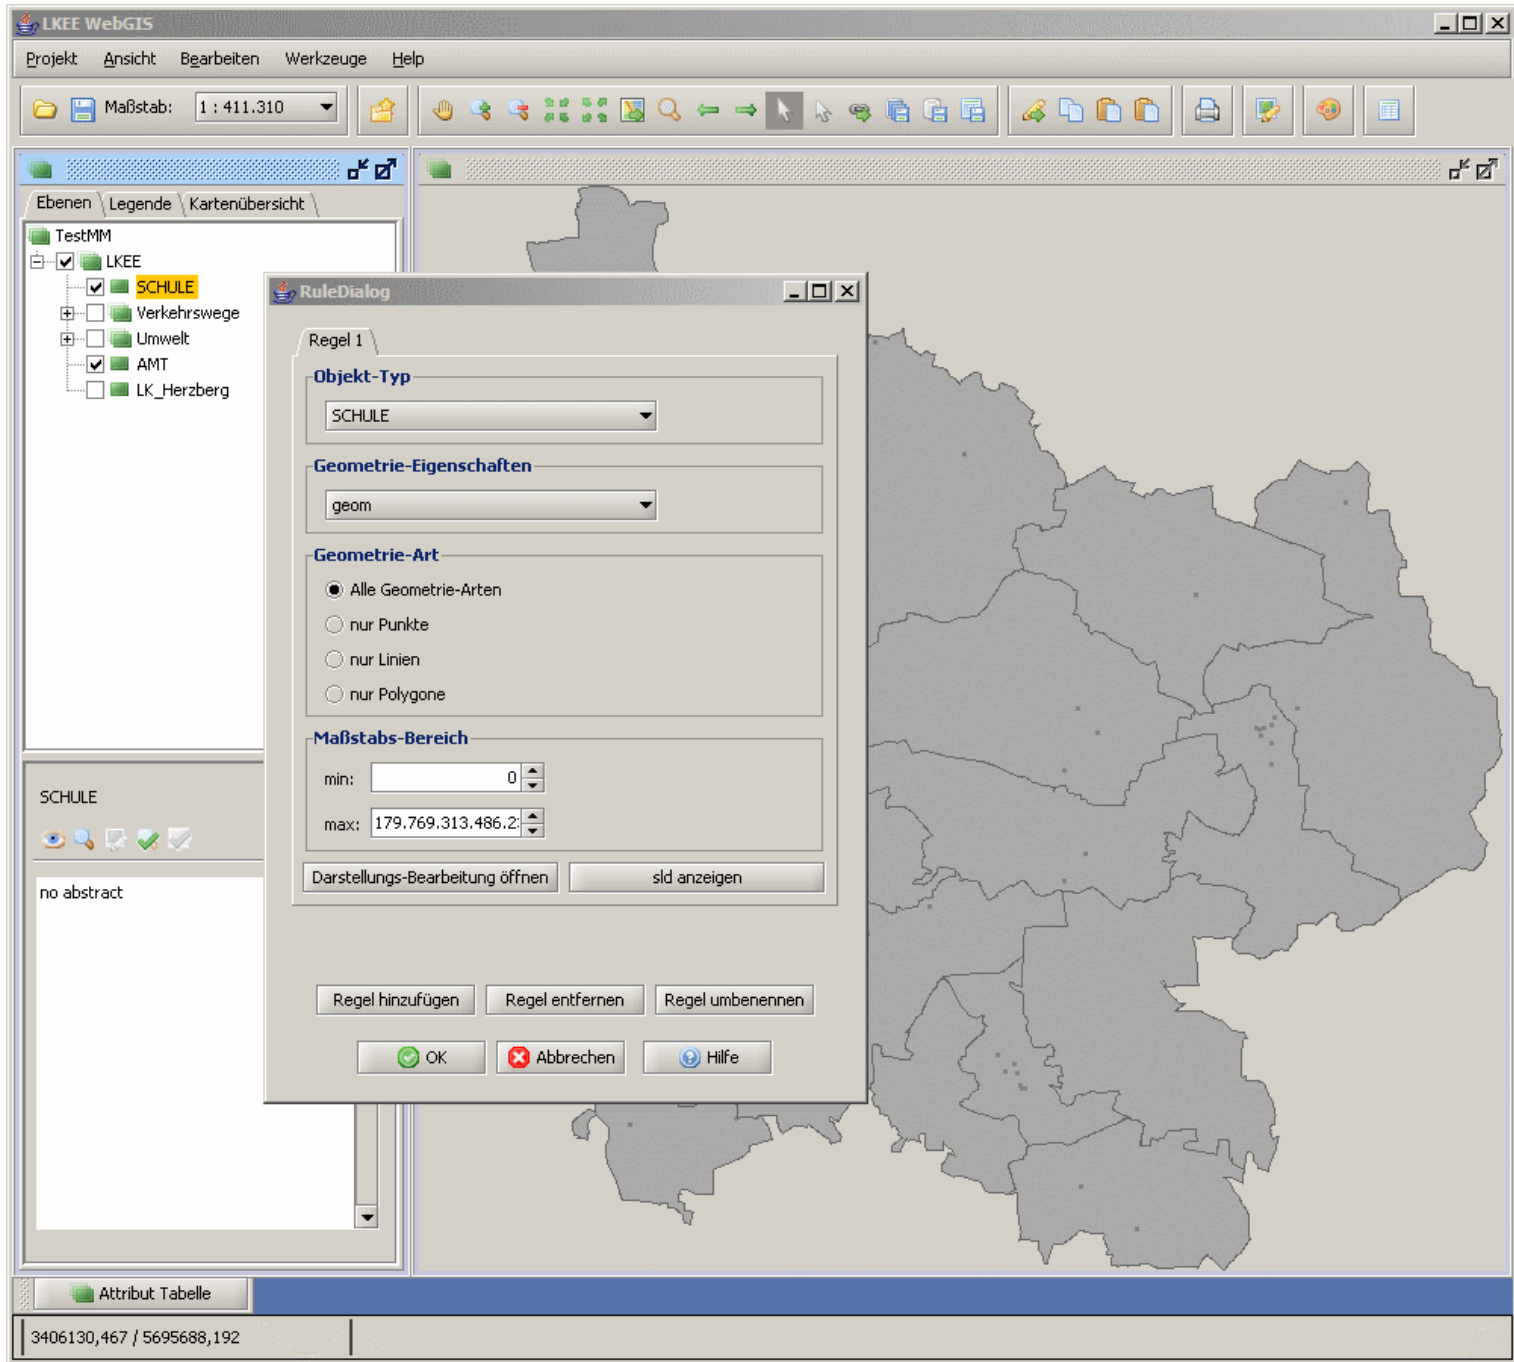 LKEE WebGIS
Projekt Ansicht Bearbeiten Werkzeuge Help
Maßstab: 1 : 411.310
Ebenen Legende Kartenübersicht
TestMM
LKEE
SCHULE
Verkehrswege
Umwelt
AMT
LK_Herzberg
SCHULE
no abstract
RuleDialog
Regel 1
Objekt-Typ
SCHULE
Geometrie-Eigenschaften
geom
Geometrie-Art
Alle Geometrie-Arten
nur Punkte
nur Linien
nur Polygone
Maßstabs-Bereich
min: 0
max: 179.769.313.486.2
Darstellungs-Bearbeitung öffnen sld anzeigen
Regel hinzufügen Regel entfernen Regel umbenennen
OK Abbrechen Hilfe
Attribut Tabelle
3406130,467 / 5695688,192